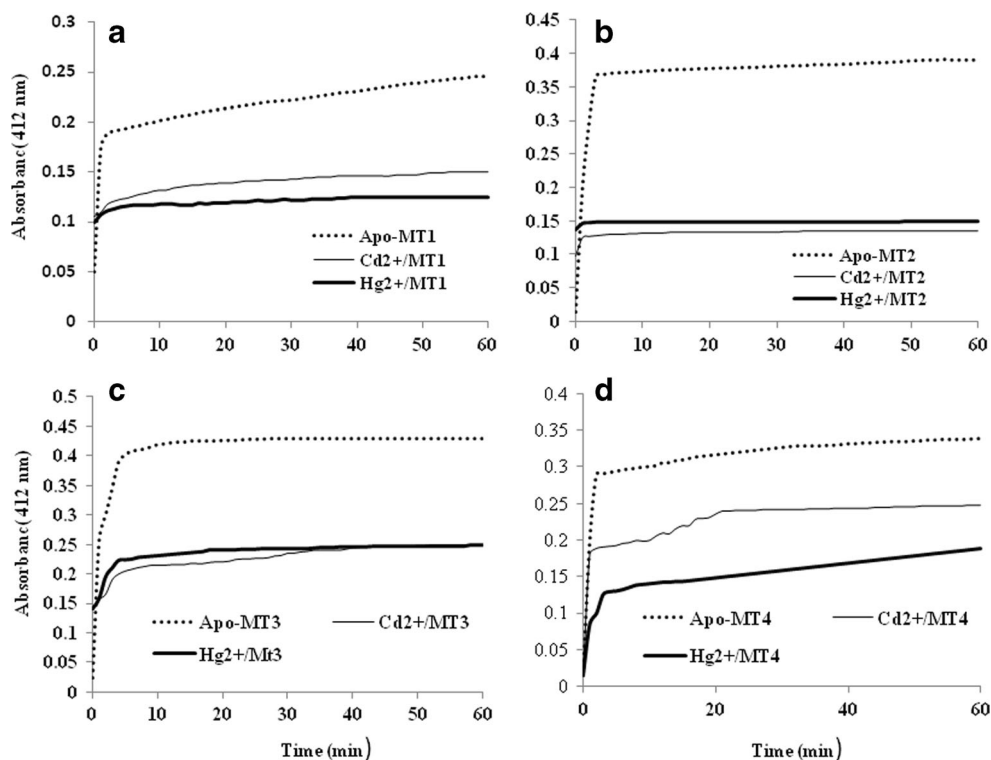 a
Absorbanc( 412 nm)
0.3
0.25
0.2
0.15
0.1
0.05
0
Apo-MT1
Cd2+/MT1
Hg2+/MT1
0 10 20 30 40 50 60
b
0.45
0.4
0.35
0.3
0.25
0.2
0.15
0.1
0.05
0
Apo-MT2
Cd2+/MT2
Hg2+/MT2
0 10 20 30 40 50 60
c
Absorbanc( 412 nm)
0.5
0.45
0.4
0.35
0.3
0.25
0.2
0.15
0.1
0.05
0
Apo-MT3
Cd2+/MT3
Hg2+/Mt3
0 10 20 30 40 50 60
Time (min)
d
0.4
0.35
0.3
0.25
0.2
0.15
0.1
0.05
0
Apo-MT4
Cd2+/MT4
Hg2+/MT4
0 20 40 60
Time (min)